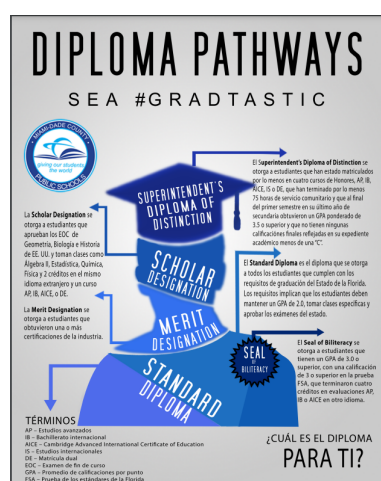 DIPLOMA PATHWAYS
SEA #GRADTASTIC
MIAMI-DADE COUNTY
giving our students
the world
PUBLIC SCHOOLS
SUPERINTENDENT'S
DIPLOMA OF
DISTINCTION
El Superintendent's Diploma of Distinction se
otorga a estudiantes que han estado matriculados
por lo menos en cuatro cursos de Honores, AP, IB,
AICE, IS o DE, que han terminado por lo menos
75 horas de servicio comunitario y que al final
del primer semestre en su último año de
secundaria obtuvieron un GPA ponderado de
3.5 o superior y que no tienen ningunas
calificaciones finales reflejadas en su expediente
académico menos de una "C".
La Scholar Designation se
otorga a estudiantes que
aprueban los EOC de
Geometría, Biología e Historia
de EE. UU. y toman clases como
Álgebra II, Estadística, Química,
Física y 2 créditos en el mismo
idioma extranjero y un curso
AP, IB, AICE, o DE.
SCHOLAR
DESIGNATION
El Standard Diploma es el diploma que se otorga
a todos los estudiantes que cumplen con los
requisitos de graduación del Estado de la Florida.
Los requisitos implican que los estudiantes deben
mantener un GPA de 2.0, tomar clases específicas y
aprobar los exámenes del estado.
La Merit Designation se
otorga a estudiantes que
obtuvieron una o más
certificaciones de la industria.
MERIT
DESIGNATION
SEAL
OF
BILITERACY
El Seal of Biliteracy se
otorga a estudiantes que
tienen un GPA de 3.0 o
superior, con una calificación
de 3 o superior en la prueba
FSA, que terminaron cuatro
créditos en evaluaciones AP,
IB o AICE en otro idioma.
STANDARD
DIPLOMA
TÉRMINOS
AP – Estudios avanzados
IB – Bachillerato internacional
AICE – Cambridge Advanced International Certificate of Education
IS – Estudios internacionales
DE – Matrícula dual
EOC – Examen de fin de curso
GPA – Promedio de calificaciones por punto
FSA – Prueba de los estándares de la Florida
¿CUÁL ES EL DIPLOMA
PARA TI?